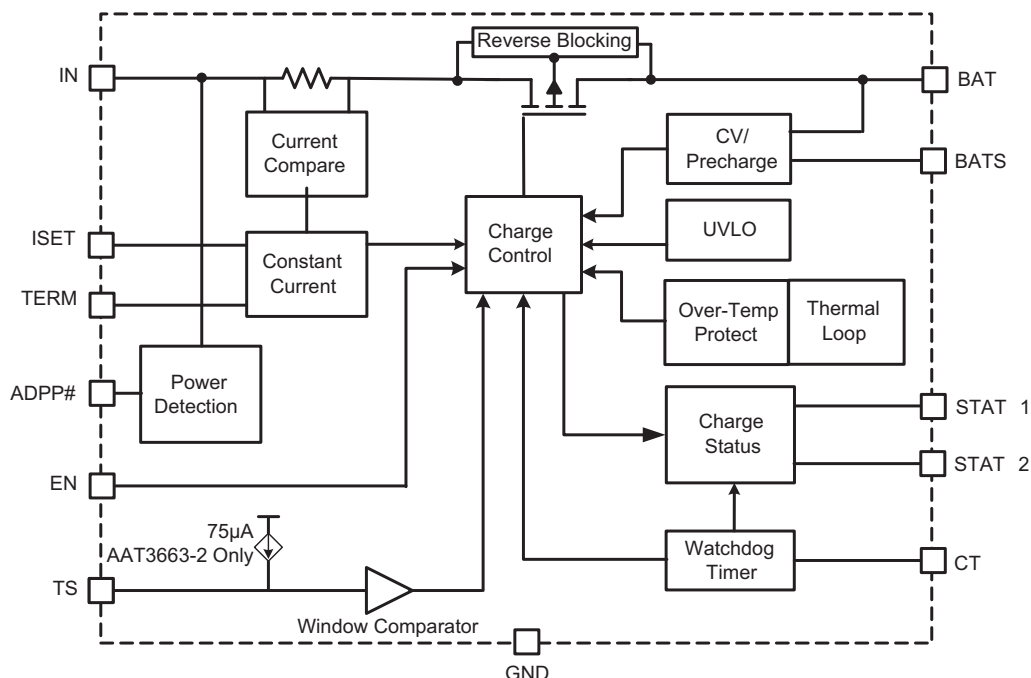 Reverse Blocking
IN
BAT
Current
Compare
CV/
Precharge
BATS
ISET
Constant
Current
Charge
Control
UVLO
TERM
Over-Temp
Protect
Thermal
Loop
ADPP#
Power
Detection
Charge
Status
STAT 1
STAT 2
EN
75µA
AAT3663-2 Only
Watchdog
Timer
CT
TS
Window Comparator
GND